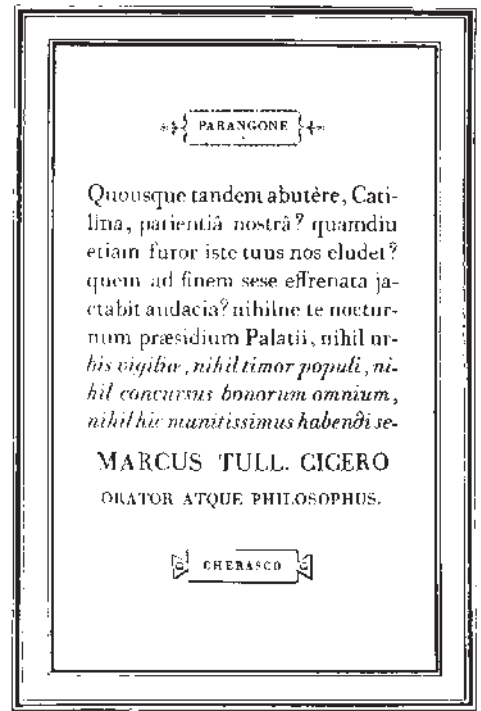 PARANGONE
Quousque tandem abutère, Cati-
lina, patientiâ nostrâ? quamdiu
etiam furor iste tuus nos eludet?
quem ad finem sese effrenata ja-
ctabit audacia? nihilne te noctur-
num præsidium Palatii, nihil ur-
bis vigiliæ, nihil timor populi, ni-
hil concursus bonorum omnium,
nihil hic munitissimus habendi se-
MARCUS TULL. CICERO
ORATOR ATQUE PHILOSOPHUS.
CHERASCO